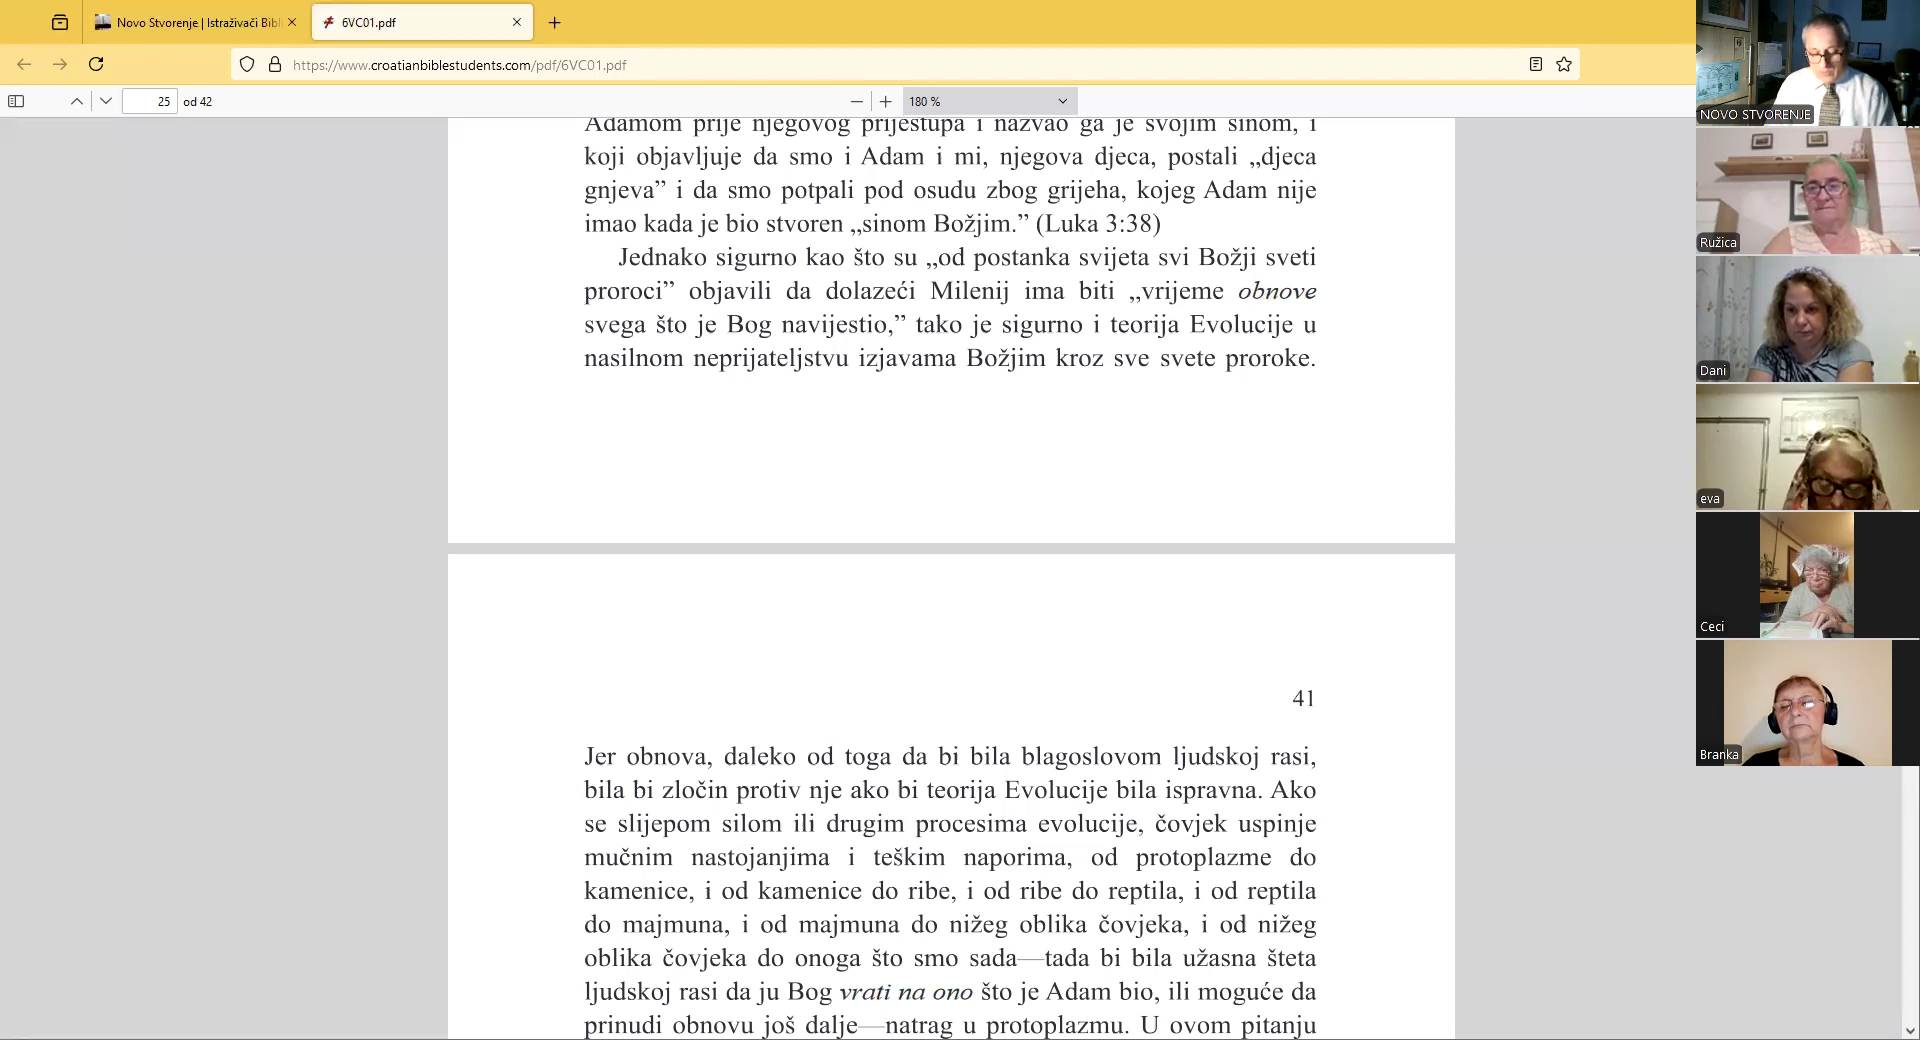 Novo Stvorenje | Istraživači Bibl
6VC01.pdf
https://www.croatianbiblestudents.com/pdf/6VC01.pdf
25 od 42
180 %
Adamom prije njegovog prijestupa i nazvao ga je svojim sinom, i
koji objavljuje da smo i Adam i mi, njegova djeca, postali „djeca
gnjeva” i da smo potpali pod osudu zbog grijeha, kojeg Adam nije
imao kada je bio stvoren „sinom Božjim.” (Luka 3:38)
Jednako sigurno kao što su „od postanka svijeta svi Božji sveti
proroci” objavili da dolazeći Milenij ima biti „vrijeme obnove
svega što je Bog navijestio,” tako je sigurno i teorija Evolucije u
nasilnom neprijateljstvu izjavama Božjim kroz sve svete proroke.
41
Jer obnova, daleko od toga da bi bila blagoslovom ljudskoj rasi,
bila bi zločin protiv nje ako bi teorija Evolucije bila ispravna. Ako
se slijepom silom ili drugim procesima evolucije, čovjek uspinje
mučnim nastojanjima i teškim naporima, od protoplazme do
kamenice, i od kamenice do ribe, i od ribe do reptila, i od reptila
do majmuna, i od majmuna do nižeg oblika čovjeka, i od nižeg
oblika čovjeka do onoga što smo sada—tada bi bila užasna šteta
ljudskoj rasi da ju Bog vrati na ono što je Adam bio, ili moguće da
prinudi obnovu još dalje—natrag u protoplazmu. U ovom pitanju
NOVO STVORENJE
Ružica
Dani
eva
Ceci
Branka